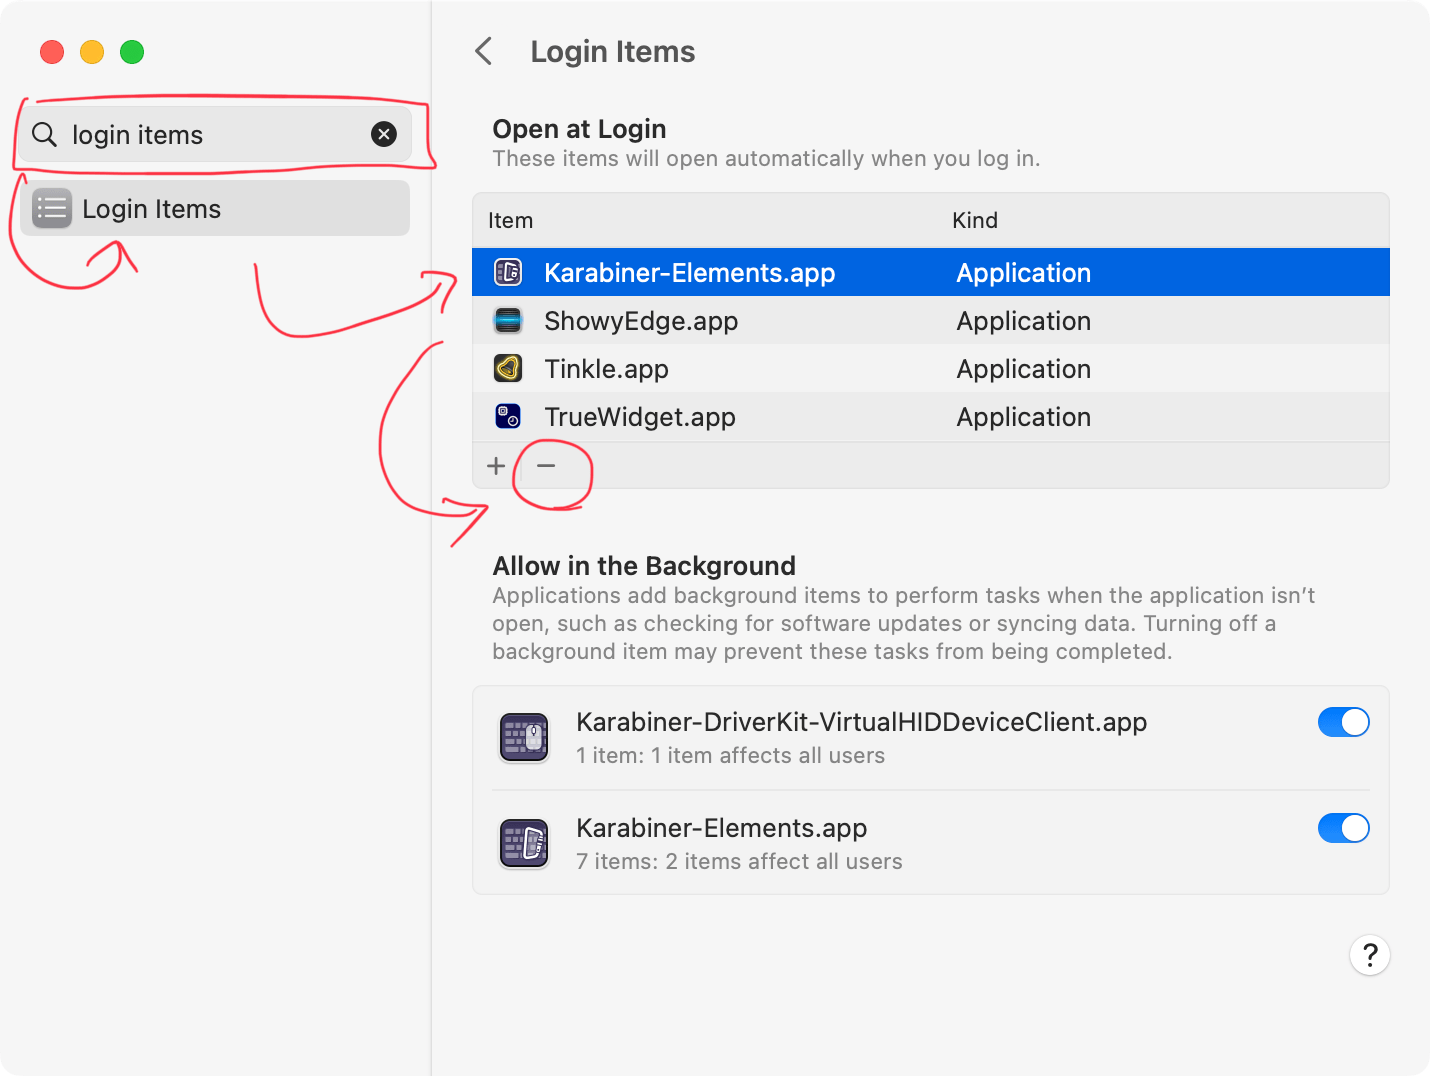 login items
Login Items
Login Items
Open at Login
These items will open automatically when you log in.
Item Kind
Karabiner-Elements.app Application
ShowyEdge.app Application
Tinkle.app Application
TrueWidget.app Application
+ −
Allow in the Background
Applications add background items to perform tasks when the application isn’t
open, such as checking for software updates or syncing data. Turning off a
background item may prevent these tasks from being completed.
Karabiner-DriverKit-VirtualHIDDeviceClient.app
1 item: 1 item affects all users
Karabiner-Elements.app
7 items: 2 items affect all users
?